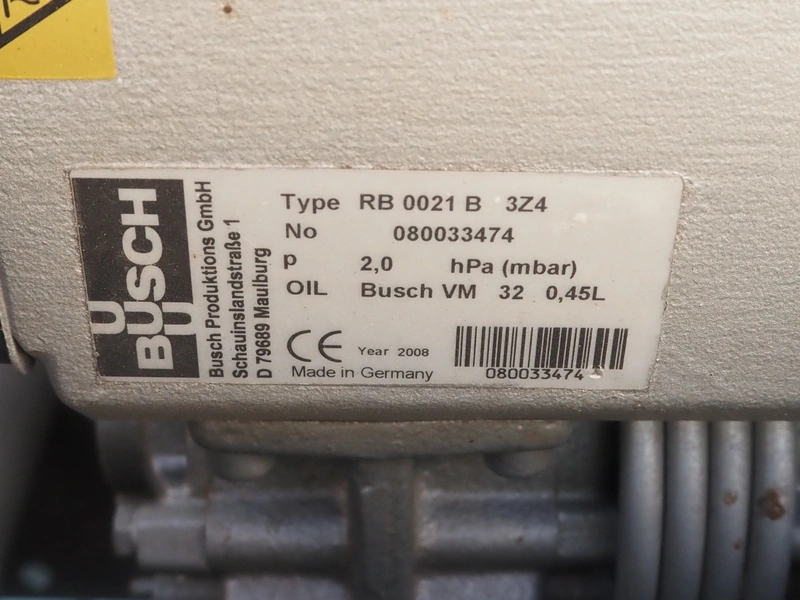 BUSCH
Busch Produktions GmbH
Schauinslandstraße 1
D 79689 Maulburg
Type RB 0021 B 3Z4
No 080033474
p 2,0 hPa (mbar)
OIL Busch VM 32 0,45L
CE Year 2008
Made in Germany
080033474